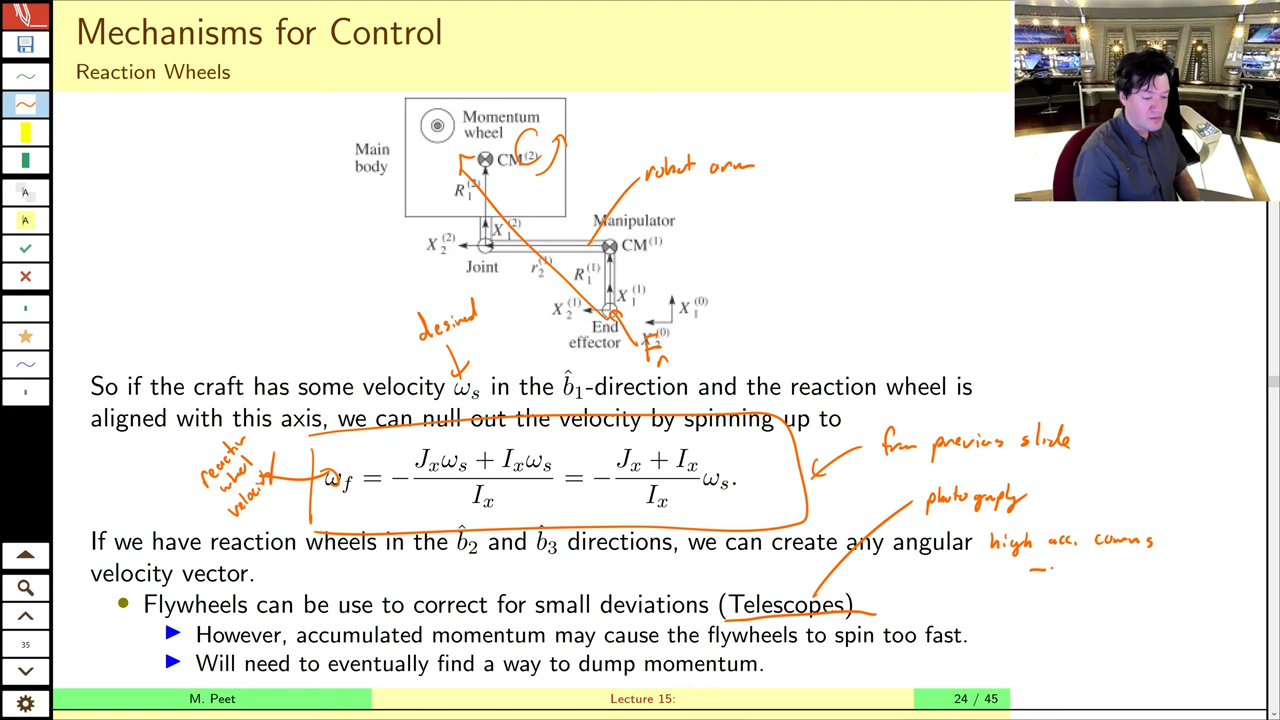 Mechanisms for Control
Reaction Wheels
Momentum
wheel
Main
body
CM(2)
R1(2)
robot arm
Manipulator
X1(2)
X2(2)
CM(1)
Joint
r2(1)
R1(1)
X1(1)
X2(1)
X1(0)
End
effector
X2(0)
F
desired
So if the craft has some velocity ωs in the b̂1-direction and the reaction wheel is
aligned with this axis, we can null out the velocity by spinning up to
from previous slide
reaction
wheel
velocity
ωf = − (Jxωs + Ixωs) / Ix = − (Jx + Ix) / Ix ωs.
photography
If we have reaction wheels in the b̂2 and b̂3 directions, we can create any angular
high acc. comms
velocity vector.
• Flywheels can be use to correct for small deviations (Telescopes)
▶ However, accumulated momentum may cause the flywheels to spin too fast.
▶ Will need to eventually find a way to dump momentum.
35
M. Peet
Lecture 15:
24 / 45